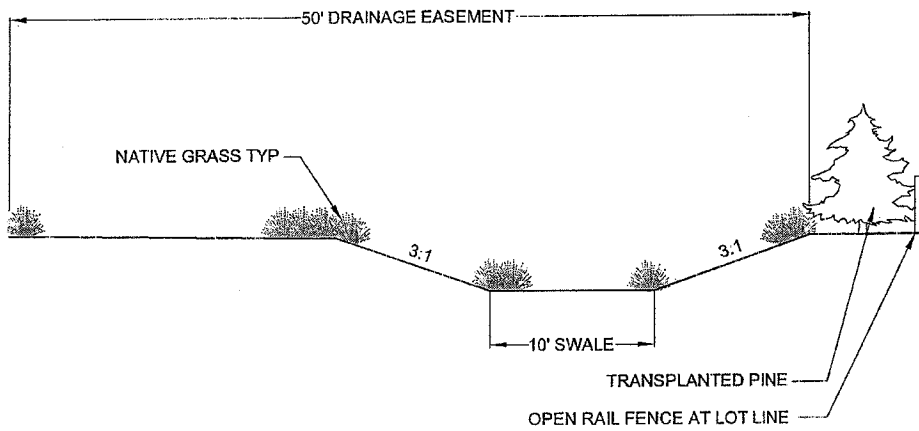 50' DRAINAGE EASEMENT
NATIVE GRASS TYP
3:1
3:1
10' SWALE
TRANSPLANTED PINE
OPEN RAIL FENCE AT LOT LINE